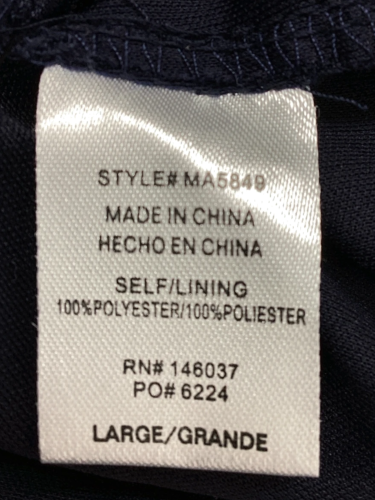 STYLE# MA5849
MADE IN CHINA
HECHO EN CHINA
SELF/LINING
100%POLYESTER/100%POLIESTER
RN# 146037
PO# 6224
LARGE/GRANDE